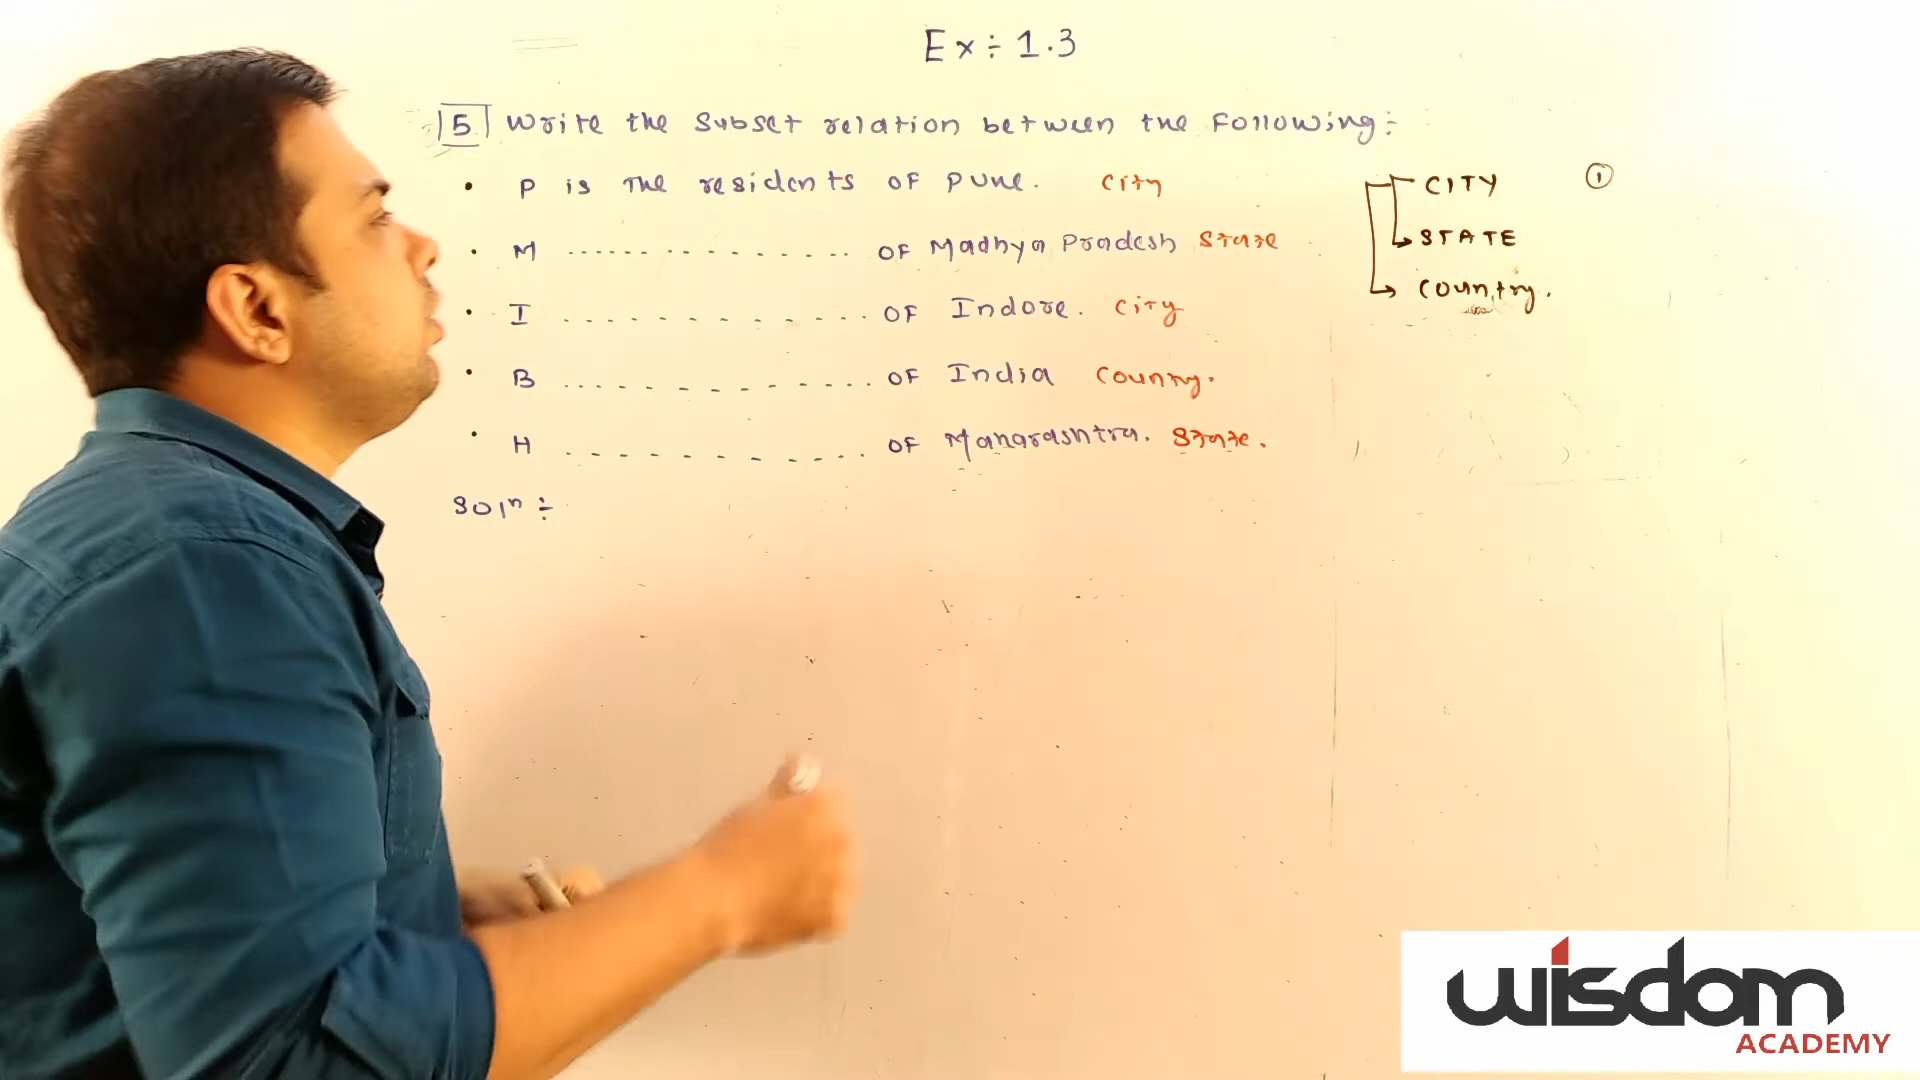 Ex ÷ 1.3
5 Write the subset relation between the following :-
• P is the residents of Pune. City
• M .............. of Madhya Pradesh State
• I ............ of Indore. City
• B ............ of India Country.
• H ............ of Maharashtra. State.
Solⁿ ÷
CITY
①
STATE
Country.
wisdom
ACADEMY